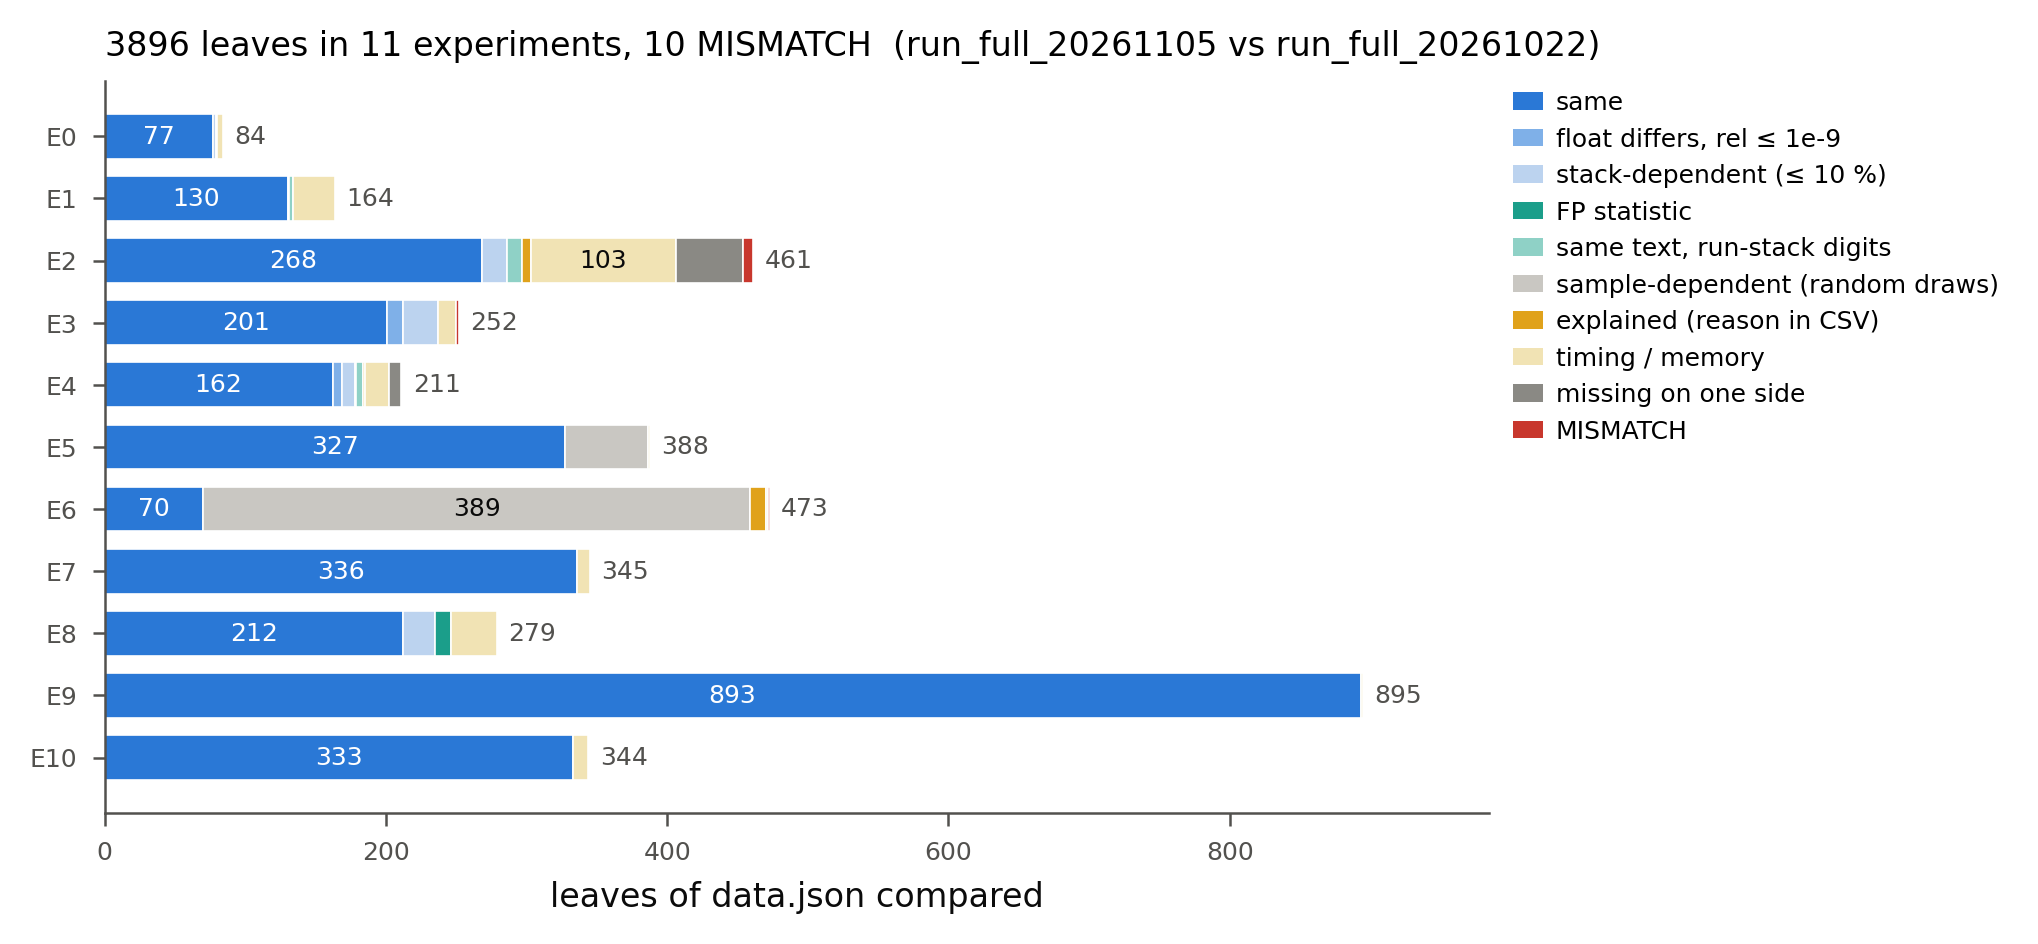 3896 leaves in 11 experiments, 10 MISMATCH  (run_full_20261105 vs run_full_20261022)
same
float differs, rel ≤ 1e-9
stack-dependent (≤ 10 %)
FP statistic
same text, run-stack digits
sample-dependent (random draws)
explained (reason in CSV)
timing / memory
missing on one side
MISMATCH
E0 77 84
E1 130 164
E2 268 103 461
E3 201 252
E4 162 211
E5 327 388
E6 70 389 473
E7 336 345
E8 212 279
E9 893 895
E10 333 344
0 200 400 600 800
leaves of data.json compared